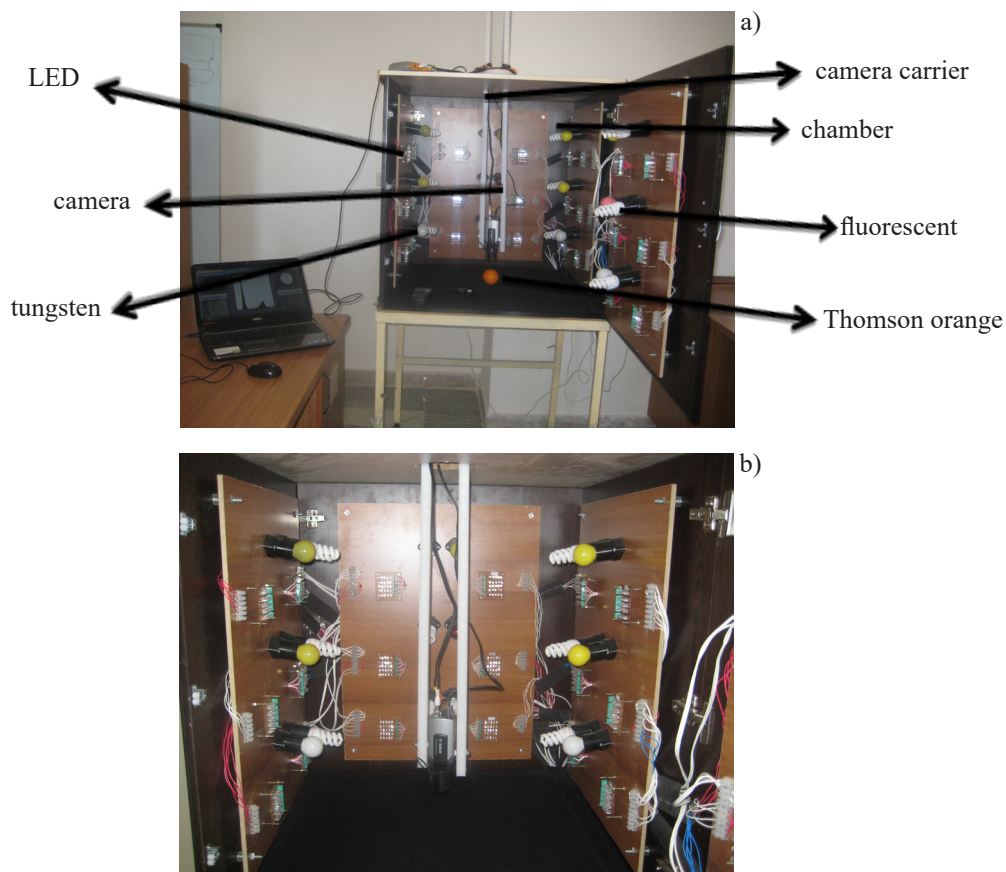 a)
LED
camera carrier
chamber
camera
fluorescent
tungsten
Thomson orange
b)